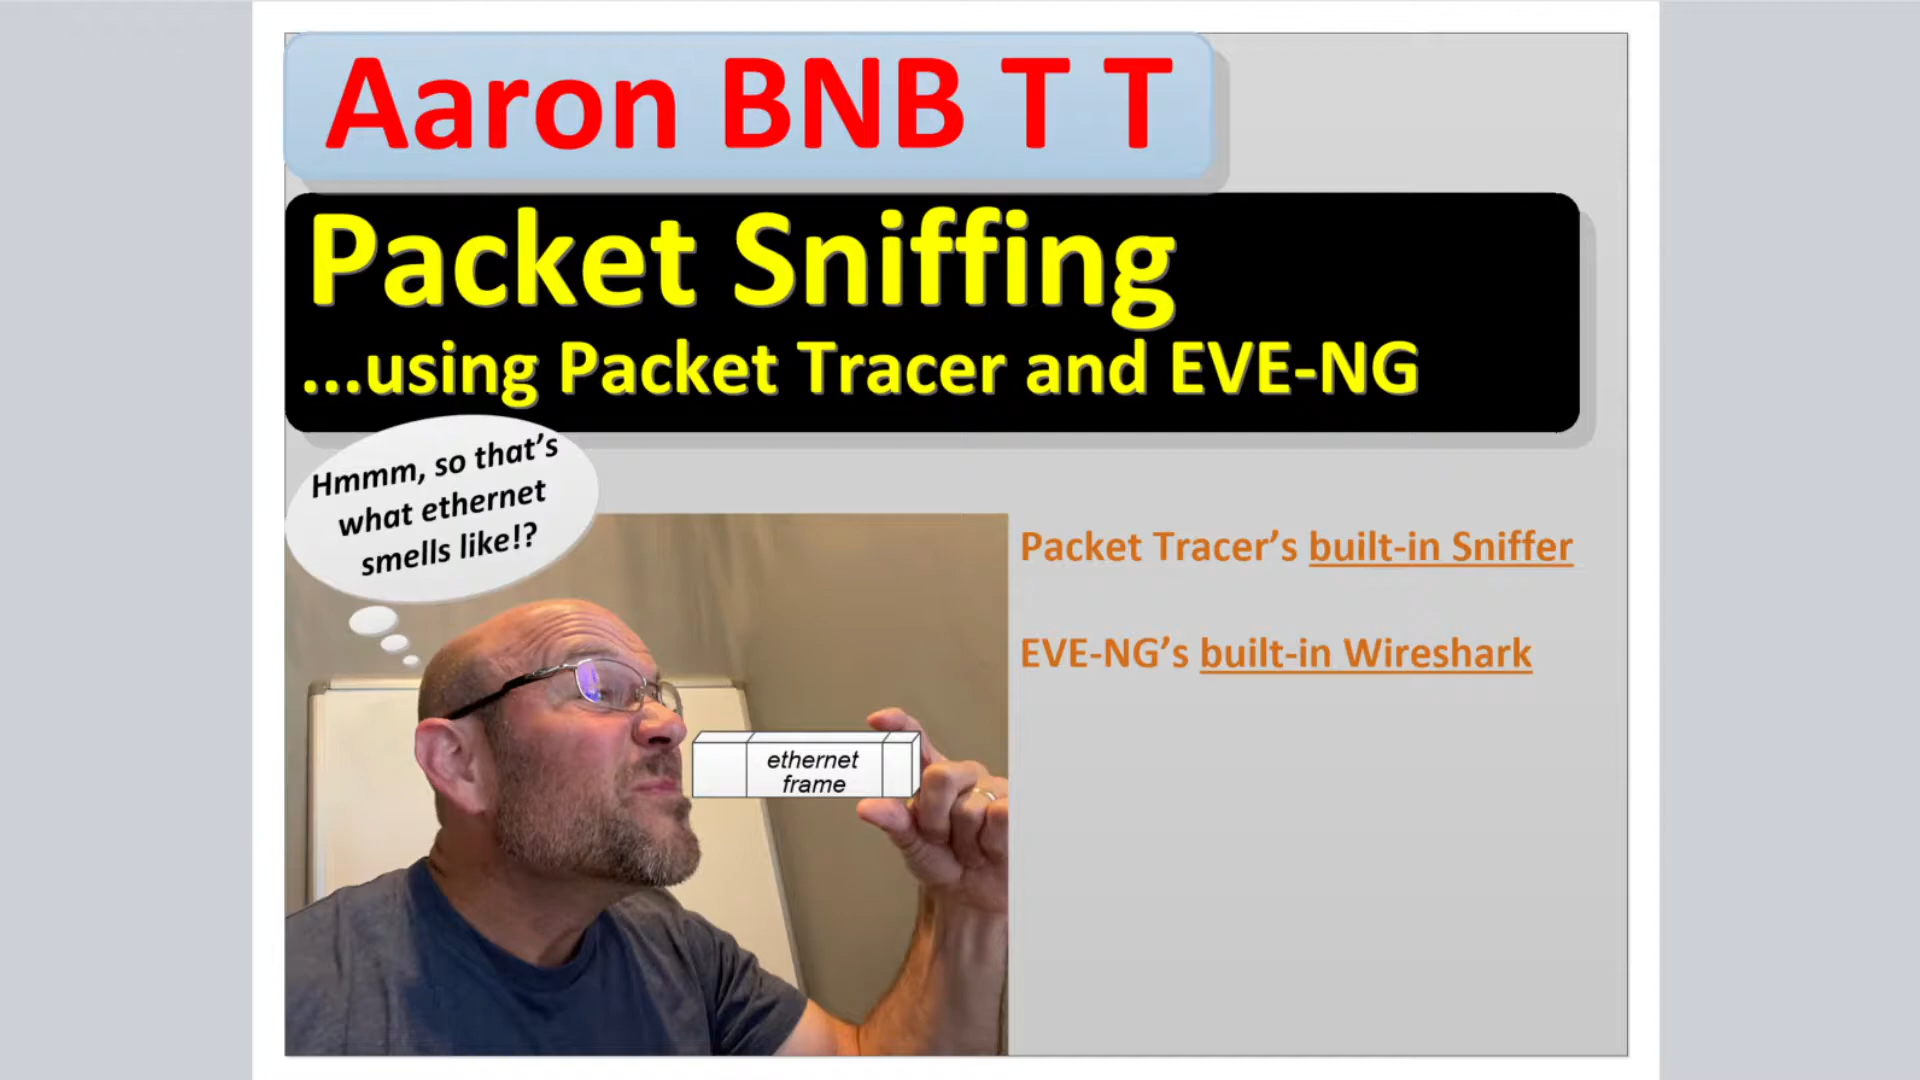 Aaron BNB T T
Packet Sniffing
...using Packet Tracer and EVE-NG
Hmmm, so that's
what ethernet
smells like!?
Packet Tracer's built-in Sniffer
EVE-NG's built-in Wireshark
ethernet
frame